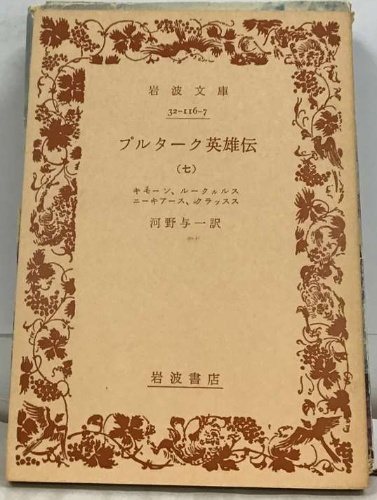 岩波文庫
32-116-7
プルターク英雄伝
(七)
キモーン、ルークルルス
ニーキアース、クラッスス
河野与一訳
岩波書店